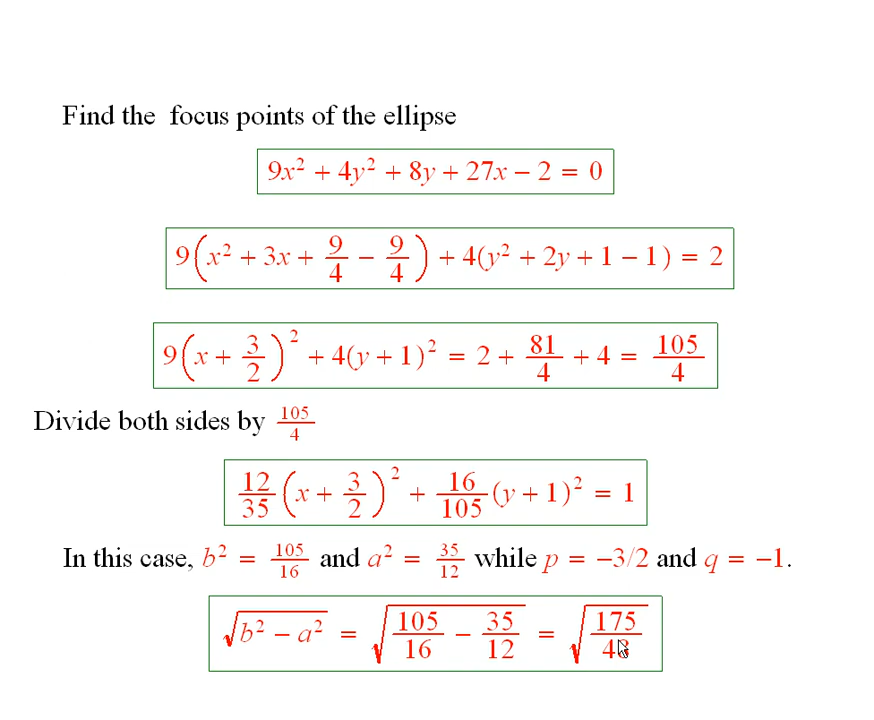 Find the focus points of the ellipse
9x² + 4y² + 8y + 27x − 2 = 0
9(x² + 3x + 9/4 − 9/4) + 4(y² + 2y + 1 − 1) = 2
9(x + 3/2)² + 4(y + 1)² = 2 + 81/4 + 4 = 105/4
Divide both sides by 105/4
12/35 (x + 3/2)² + 16/105 (y + 1)² = 1
In this case, b² = 105/16 and a² = 35/12 while p = −3/2 and q = −1.
√(b² − a²) = √(105/16 − 35/12) = √(175/48)